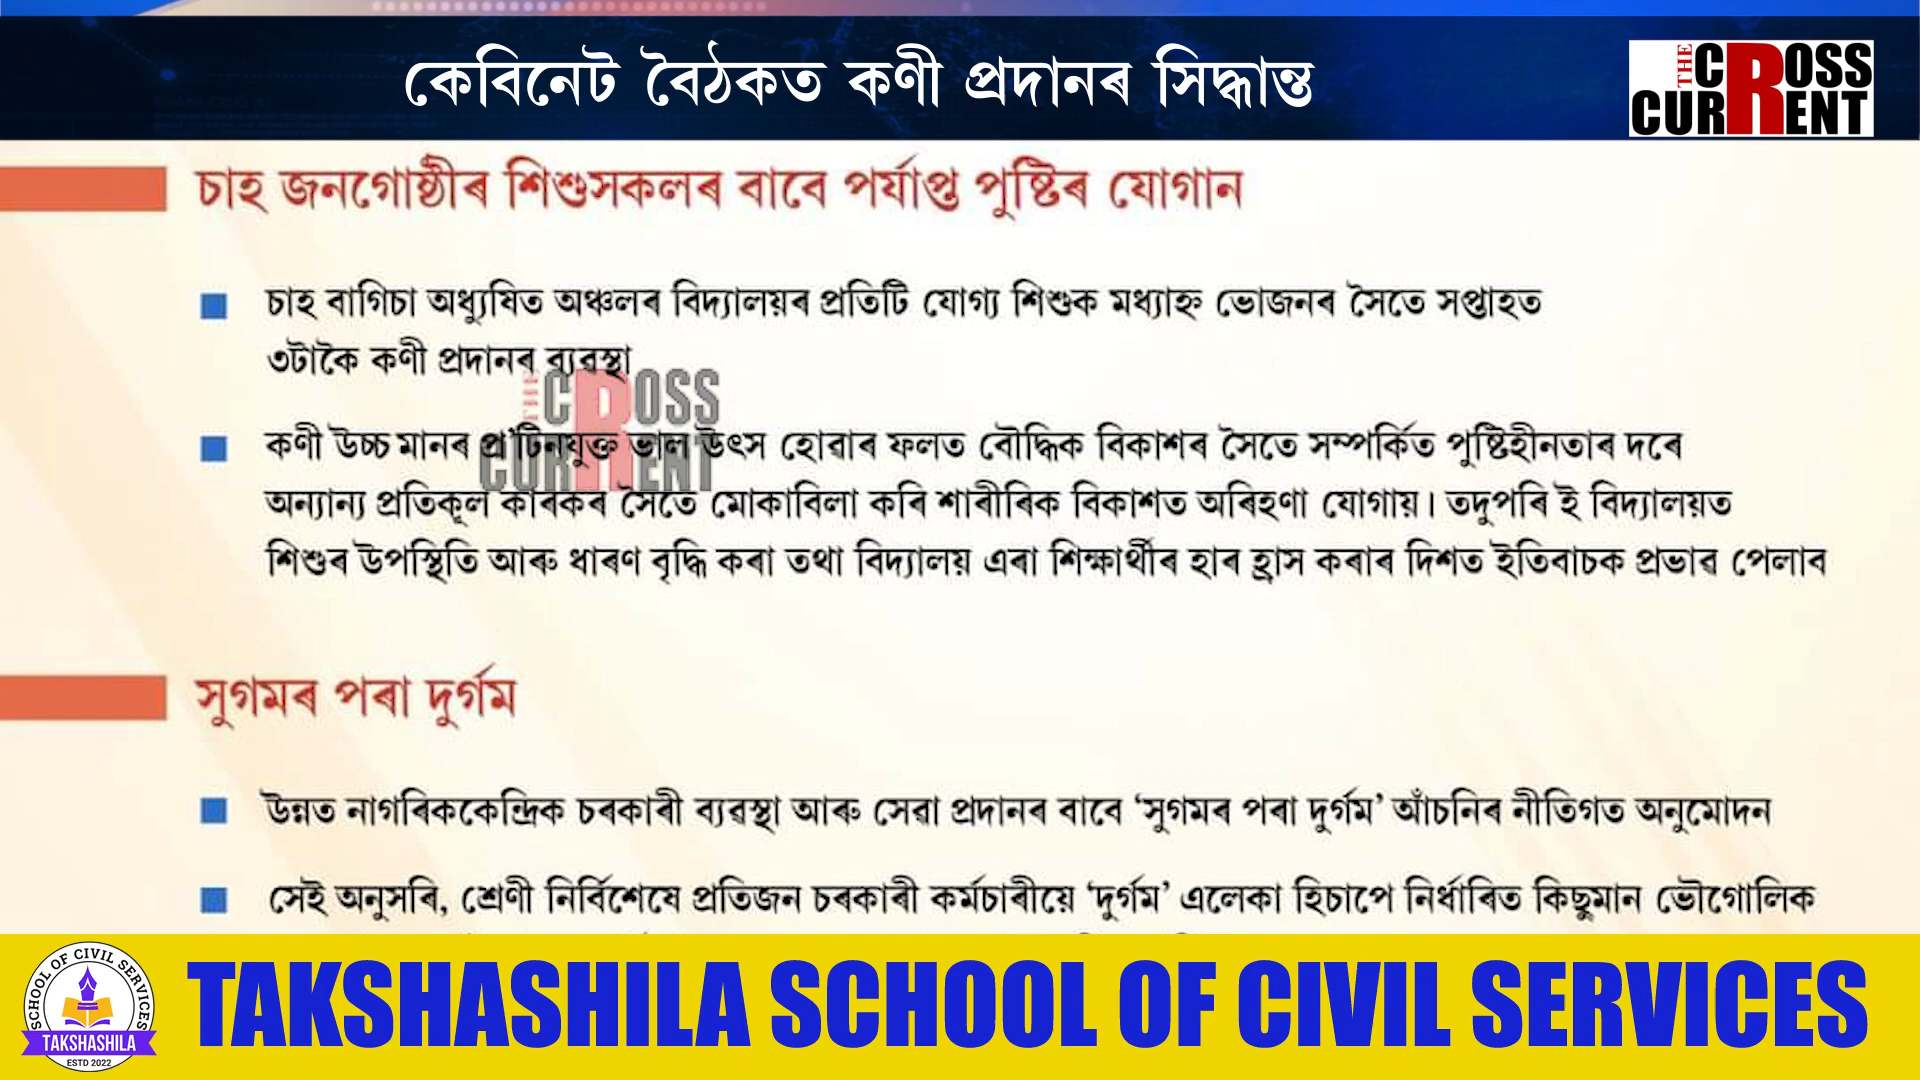 কেবিনেট বৈঠকত কণী প্ৰদানৰ সিদ্ধান্ত
THE CROSS
CURRENT
চাহ জনগোষ্ঠীৰ শিশুসকলৰ বাবে পৰ্যাপ্ত পুষ্টিৰ যোগান
চাহ বাগিচা অধ্যুষিত অঞ্চলৰ বিদ্যালয়ৰ প্ৰতিটি যোগ্য শিশুক মধ্যাহ্ন ভোজনৰ সৈতে সপ্তাহত
৩টাকৈ কণী প্ৰদানৰ ব্যৱস্থা
THE CROSS
CURRENT
কণী উচ্চ মানৰ প্ৰ'টিনযুক্ত ভাল উৎস হোৱাৰ ফলত বৌদ্ধিক বিকাশৰ সৈতে সম্পৰ্কিত পুষ্টিহীনতাৰ দৰে
অন্যান্য প্ৰতিকূল কাৰকৰ সৈতে মোকাবিলা কৰি শাৰীৰিক বিকাশত অৰিহণা যোগায়। তদুপৰি ই বিদ্যালয়ত
শিশুৰ উপস্থিতি আৰু ধাৰণ বৃদ্ধি কৰা তথা বিদ্যালয় এৰা শিক্ষাৰ্থীৰ হাৰ হ্ৰাস কৰাৰ দিশত ইতিবাচক প্ৰভাৱ পেলাব
সুগমৰ পৰা দুৰ্গম
উন্নত নাগৰিককেন্দ্ৰিক চৰকাৰী ব্যৱস্থা আৰু সেৱা প্ৰদানৰ বাবে ‘সুগমৰ পৰা দুৰ্গম’ আঁচনিৰ নীতিগত অনুমোদন
সেই অনুসৰি, শ্ৰেণী নিৰ্বিশেষে প্ৰতিজন চৰকাৰী কৰ্মচাৰীয়ে ‘দুৰ্গম’ এলেকা হিচাপে নিৰ্ধাৰিত কিছুমান ভৌগোলিক
SCHOOL OF CIVIL SERVICES
TAKSHASHILA
ESTD 2022
TAKSHASHILA SCHOOL OF CIVIL SERVICES